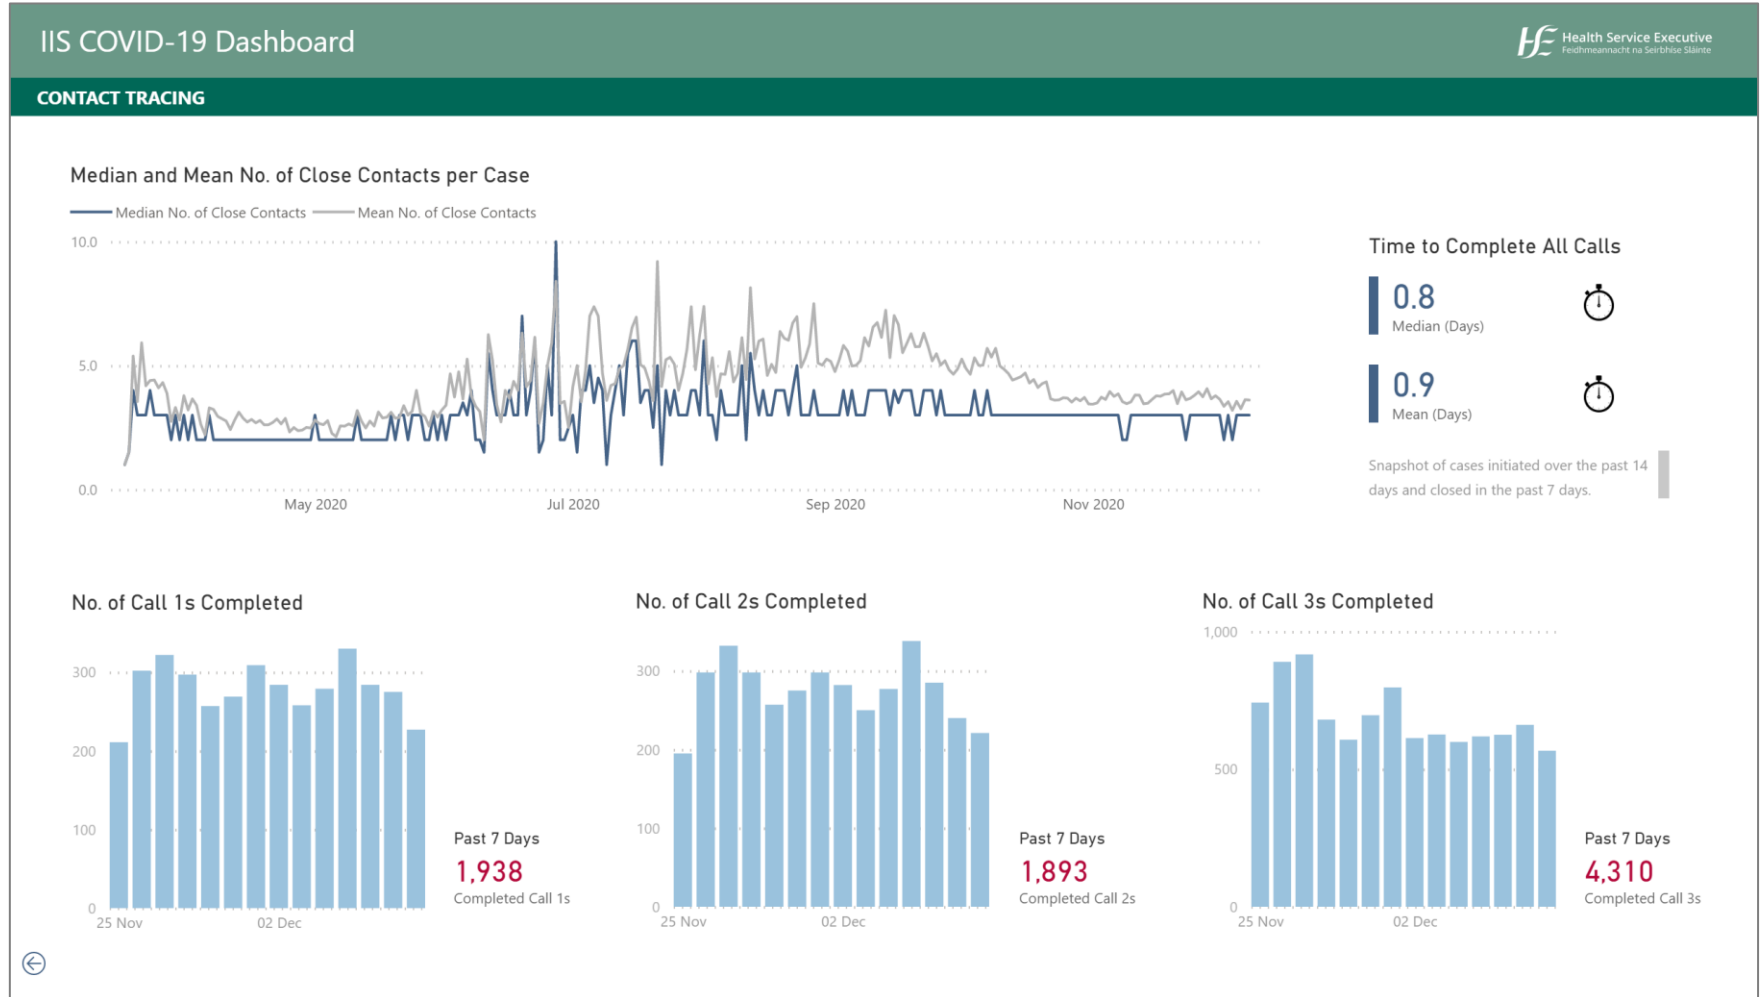 IIS COVID-19 Dashboard
Health Service Executive
Feidhmeannacht na Seirbhíse Sláinte
CONTACT TRACING
Median and Mean No. of Close Contacts per Case
Median No. of Close Contacts
Mean No. of Close Contacts
10.0
5.0
0.0
May 2020
Jul 2020
Sep 2020
Nov 2020
Time to Complete All Calls
0.8
Median (Days)
0.9
Mean (Days)
Snapshot of cases initiated over the past 14
days and closed in the past 7 days.
No. of Call 1s Completed
300
200
100
0
25 Nov
02 Dec
Past 7 Days
1,938
Completed Call 1s
No. of Call 2s Completed
300
200
100
0
25 Nov
02 Dec
Past 7 Days
1,893
Completed Call 2s
No. of Call 3s Completed
1,000
500
0
25 Nov
02 Dec
Past 7 Days
4,310
Completed Call 3s